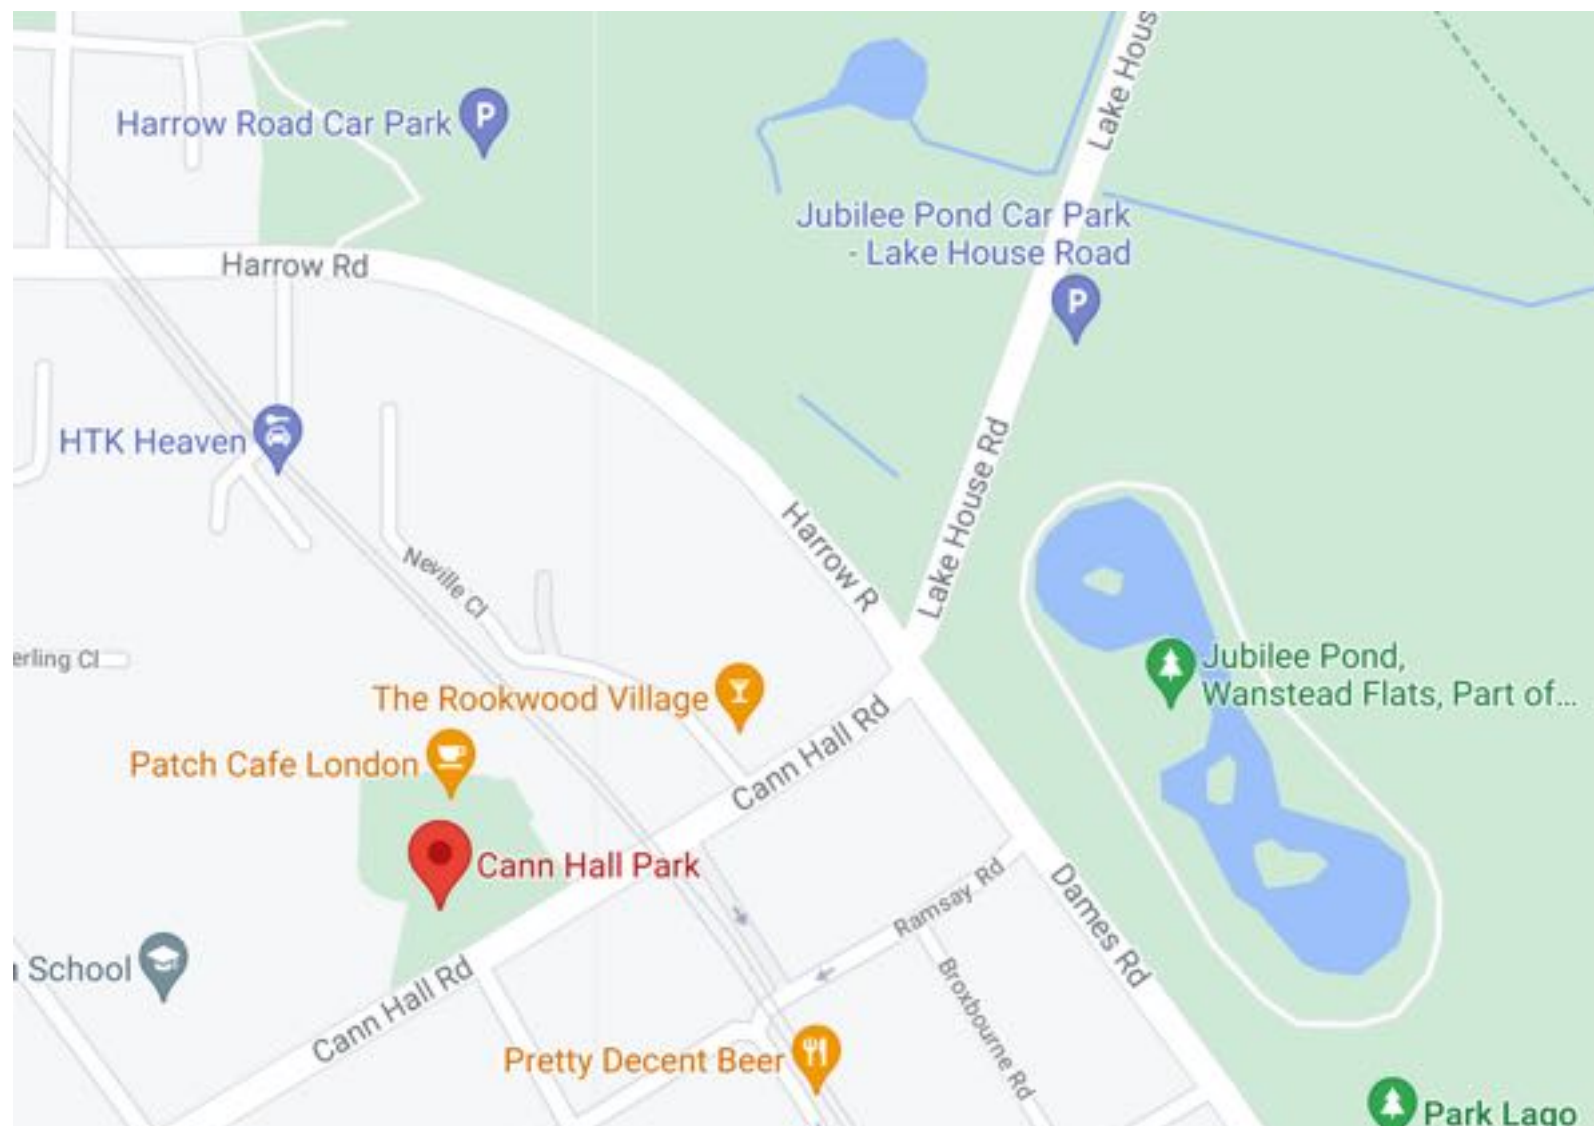 Lake Hous
Harrow Road Car Park
P
Jubilee Pond Car Park
- Lake House Road
P
Harrow Rd
HTK Heaven
Lake House Rd
Harrow R
Neville Cl
erling Cl
Jubilee Pond,
Wanstead Flats, Part of...
The Rookwood Village
Cann Hall Rd
Patch Cafe London
Cann Hall Park
Ramsay Rd
Dames Rd
School
Cann Hall Rd
Broxbourne Rd
Pretty Decent Beer
Park Lago